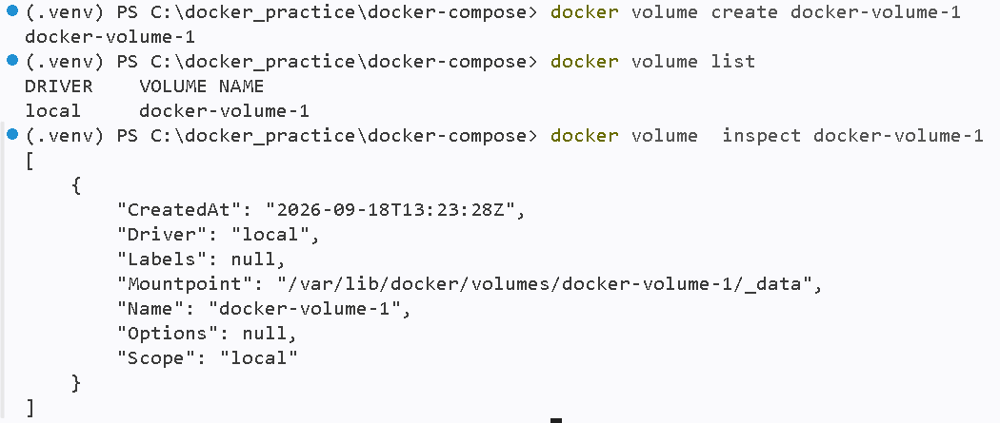 (.venv) PS C:\docker_practice\docker-compose> docker volume create docker-volume-1
docker-volume-1
(.venv) PS C:\docker_practice\docker-compose> docker volume list
DRIVER    VOLUME NAME
local     docker-volume-1
(.venv) PS C:\docker_practice\docker-compose> docker volume  inspect docker-volume-1
[
    {
        "CreatedAt": "2026-09-18T13:23:28Z",
        "Driver": "local",
        "Labels": null,
        "Mountpoint": "/var/lib/docker/volumes/docker-volume-1/_data",
        "Name": "docker-volume-1",
        "Options": null,
        "Scope": "local"
    }
]